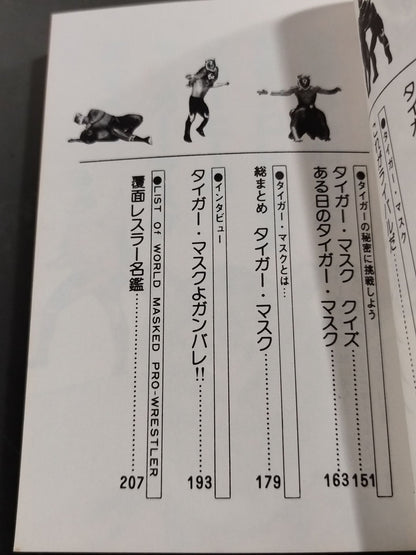 ●タイガーの秘密に挑戦しよう
タイガー・マスク クイズ……………151
ある日のタイガー・マスク……………163
●タイガー・マスクとは…
総まとめ タイガー・マスク……………179
●インタビュー
タイガー・マスクよガンバレ!!……………193
●LIST Of WORLD MASKED PRO-WRESTLER
覆面レスラー名鑑……………207